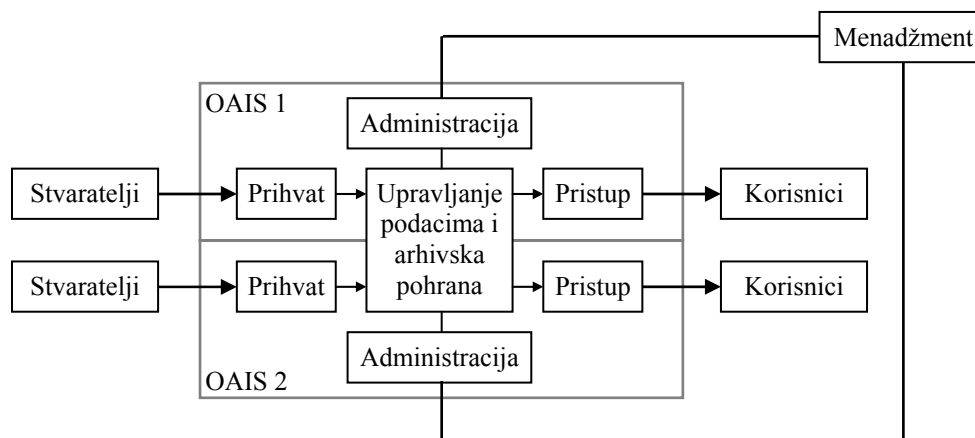 Menadžment
OAIS 1
Administracija
Stvaratelji
Prihvat
Upravljanje
podacima i
arhivska
pohrana
Pristup
Korisnici
Stvaratelji
Prihvat
Pristup
Korisnici
Administracija
OAIS 2